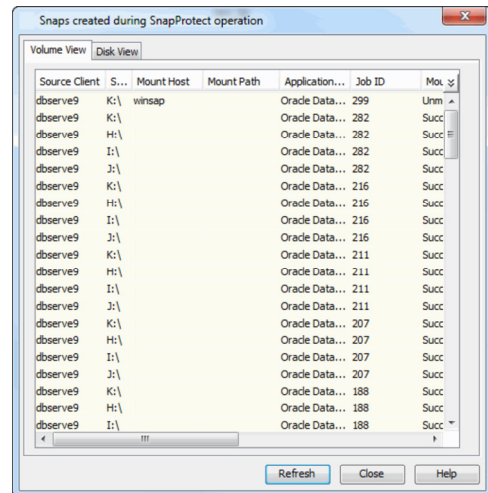 Snaps created during SnapProtect operation
Volume View Disk View
Source Client S... Mount Host Mount Path Application... Job ID Mou
dbserve9 K:\ winsap Oracle Data... 299 Unm
dbserve9 K:\ Oracle Data... 282 Succ
dbserve9 H:\ Oracle Data... 282 Succ
dbserve9 I:\ Oracle Data... 282 Succ
dbserve9 J:\ Oracle Data... 282 Succ
dbserve9 K:\ Oracle Data... 216 Succ
dbserve9 H:\ Oracle Data... 216 Succ
dbserve9 I:\ Oracle Data... 216 Succ
dbserve9 J:\ Oracle Data... 216 Succ
dbserve9 K:\ Oracle Data... 211 Succ
dbserve9 H:\ Oracle Data... 211 Succ
dbserve9 I:\ Oracle Data... 211 Succ
dbserve9 J:\ Oracle Data... 211 Succ
dbserve9 K:\ Oracle Data... 207 Succ
dbserve9 H:\ Oracle Data... 207 Succ
dbserve9 I:\ Oracle Data... 207 Succ
dbserve9 J:\ Oracle Data... 207 Succ
dbserve9 K:\ Oracle Data... 188 Succ
dbserve9 H:\ Oracle Data... 188 Succ
dbserve9 I:\ Oracle Data... 188 Succ
Refresh Close Help